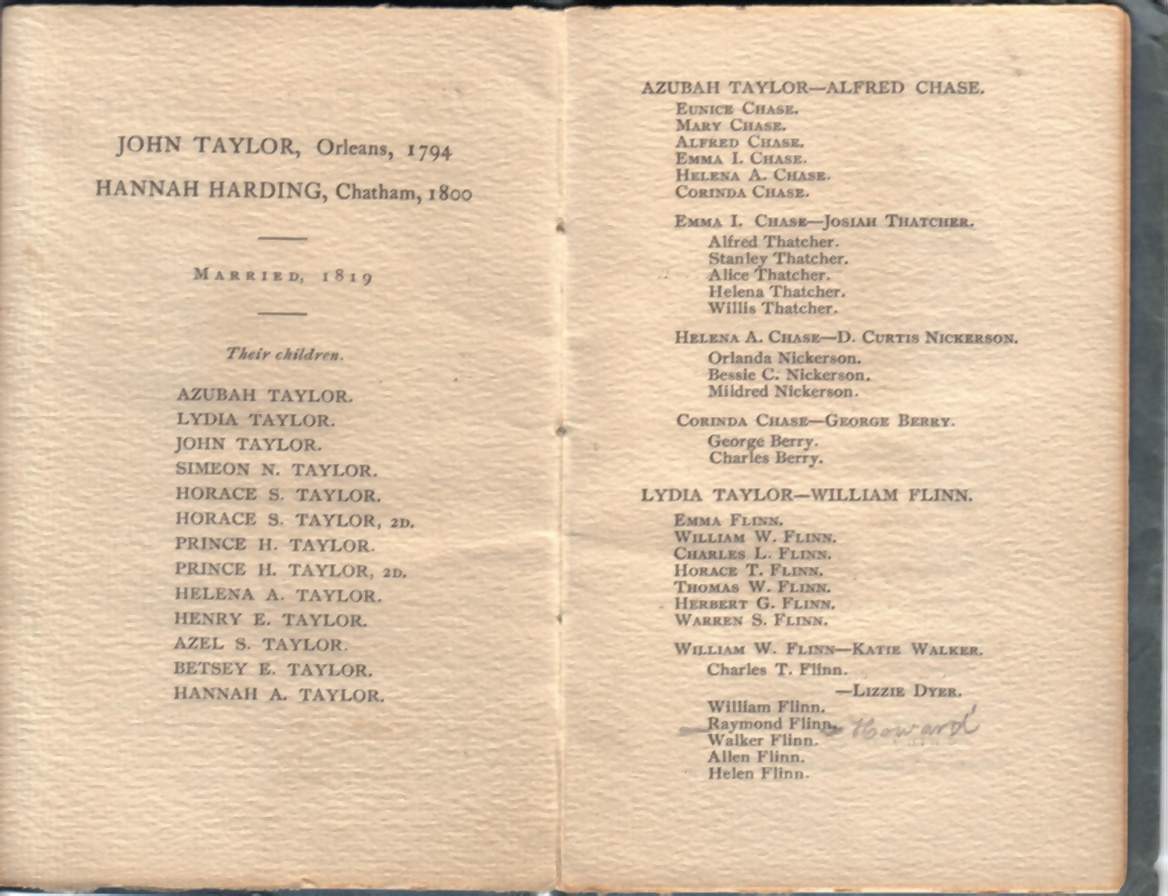 JOHN TAYLOR, Orleans, 1794
HANNAH HARDING, Chatham, 1800
MARRIED, 1819
Their children.
AZUBAH TAYLOR.
LYDIA TAYLOR.
JOHN TAYLOR.
SIMEON N. TAYLOR.
HORACE S. TAYLOR.
HORACE S. TAYLOR, 2D.
PRINCE H. TAYLOR.
PRINCE H. TAYLOR, 2D.
HELENA A. TAYLOR.
HENRY E. TAYLOR.
AZEL S. TAYLOR.
BETSEY E. TAYLOR.
HANNAH A. TAYLOR.
AZUBAH TAYLOR—ALFRED CHASE.
EUNICE CHASE.
MARY CHASE.
ALFRED CHASE.
EMMA I. CHASE.
HELENA A. CHASE.
CORINDA CHASE.
EMMA I. CHASE—JOSIAH THATCHER.
Alfred Thatcher.
Stanley Thatcher.
Alice Thatcher.
Helena Thatcher.
Willis Thatcher.
HELENA A. CHASE—D. CURTIS NICKERSON.
Orlanda Nickerson.
Bessie C. Nickerson.
Mildred Nickerson.
CORINDA CHASE—GEORGE BERRY.
George Berry.
Charles Berry.
LYDIA TAYLOR—WILLIAM FLINN.
EMMA FLINN.
WILLIAM W. FLINN.
CHARLES L. FLINN.
HORACE T. FLINN.
THOMAS W. FLINN.
HERBERT G. FLINN.
WARREN S. FLINN.
WILLIAM W. FLINN—KATIE WALKER.
Charles T. Flinn.
—LIZZIE DYER.
William Flinn.
Raymond Flinn. Howard
Walker Flinn.
Allen Flinn.
Helen Flinn.